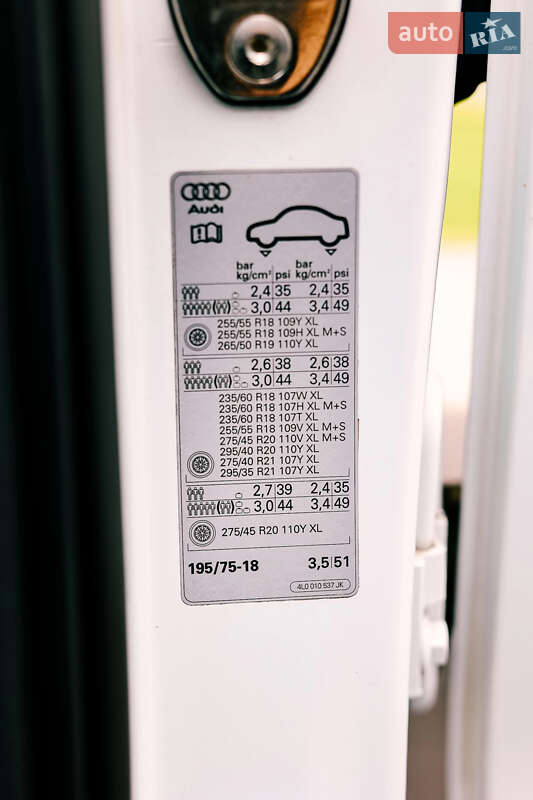 auto RIA .com
Audi
bar psi bar psi
kg/cm² kg/cm²
2,4 35 2,4 35
3,0 44 3,4 49
255/55 R18 109Y XL
255/55 R18 109H XL M+S
265/50 R19 110Y XL
2,6 38 2,6 38
3,0 44 3,4 49
235/60 R18 107W XL
235/60 R18 107H XL M+S
235/60 R18 107T XL
255/55 R18 109V XL M+S
275/45 R20 110V XL M+S
295/40 R20 110Y XL
275/40 R21 107Y XL
295/35 R21 107Y XL
2,7 39 2,4 35
3,0 44 3,4 49
275/45 R20 110Y XL
195/75-18 3,5 51
4L0 010 537 JK